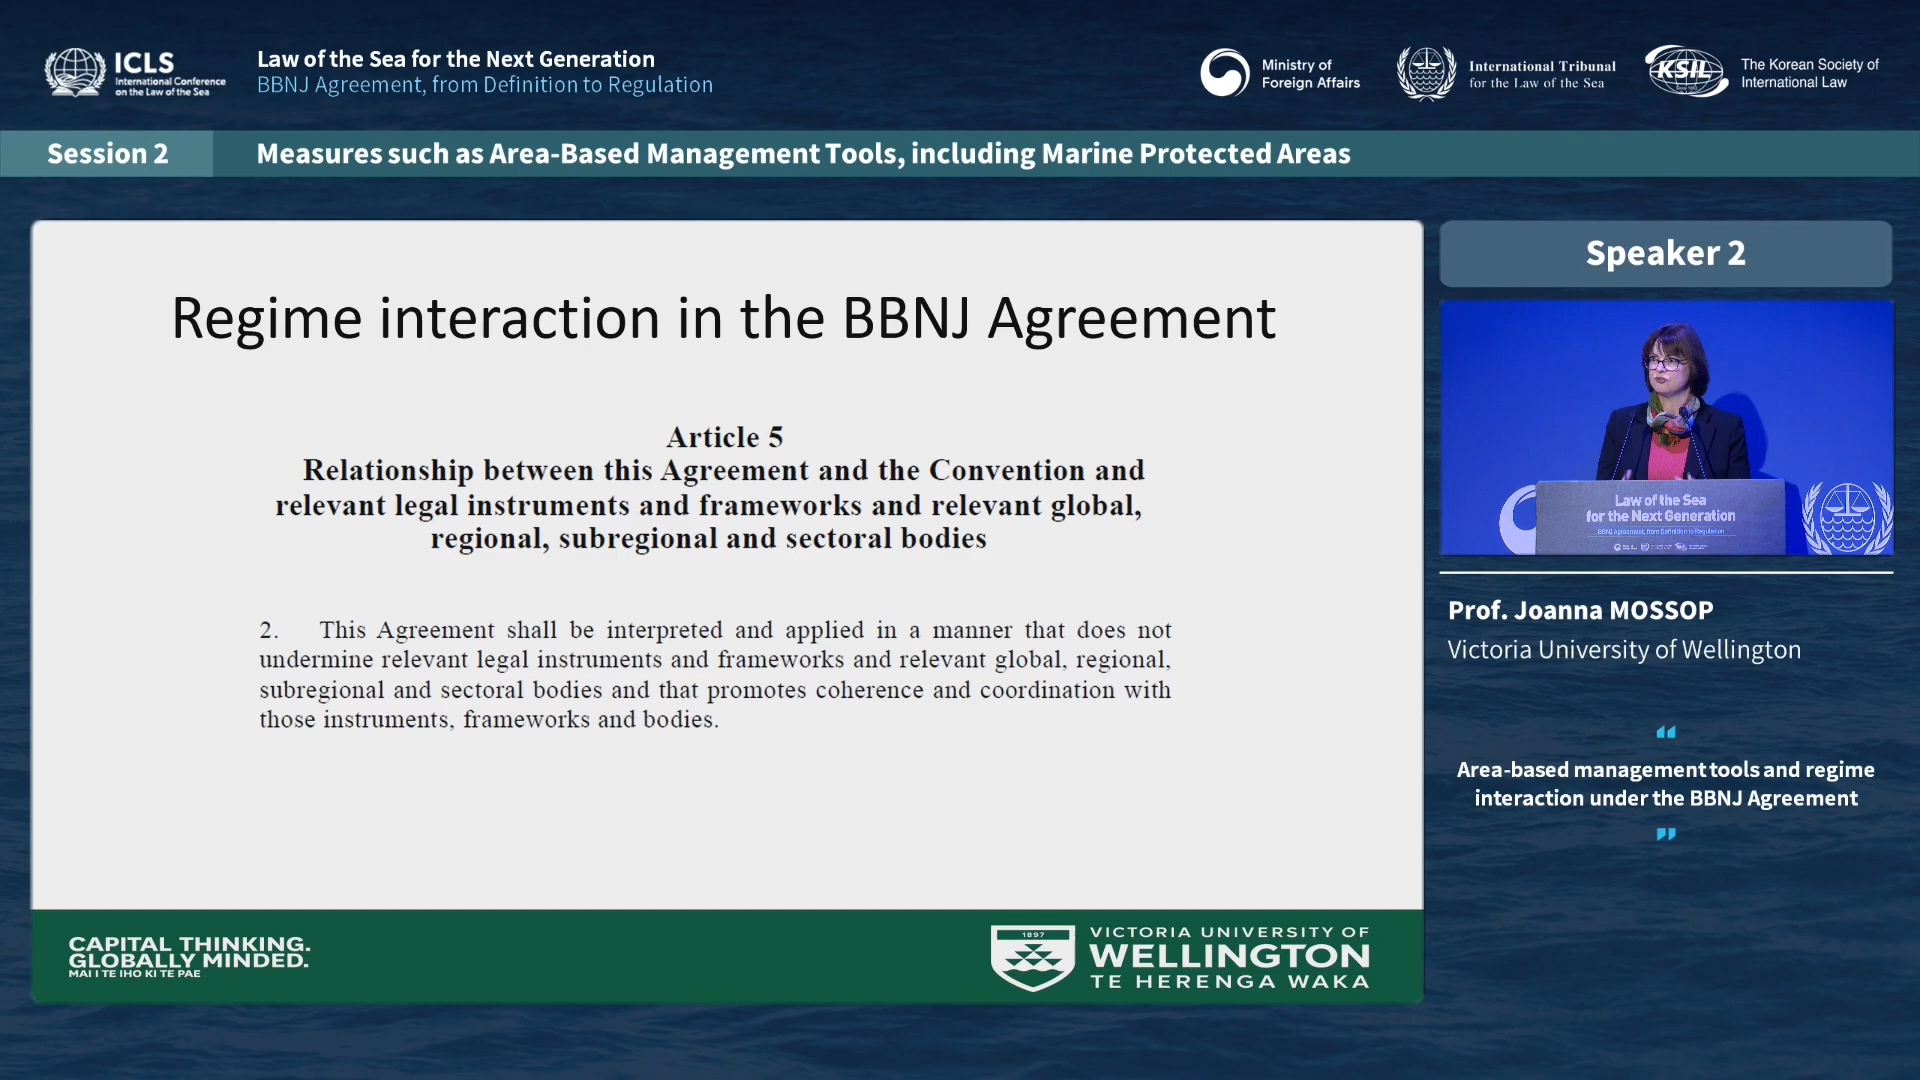 ICLS
International Conference
on the Law of the Sea
Law of the Sea for the Next Generation
BBNJ Agreement, from Definition to Regulation
Ministry of
Foreign Affairs
International Tribunal
for the Law of the Sea
KSIL
The Korean Society of
International Law
Session 2
Measures such as Area-Based Management Tools, including Marine Protected Areas
Regime interaction in the BBNJ Agreement
Article 5
Relationship between this Agreement and the Convention and
relevant legal instruments and frameworks and relevant global,
regional, subregional and sectoral bodies
2. This Agreement shall be interpreted and applied in a manner that does not
undermine relevant legal instruments and frameworks and relevant global, regional,
subregional and sectoral bodies and that promotes coherence and coordination with
those instruments, frameworks and bodies.
CAPITAL THINKING.
GLOBALLY MINDED.
MAI I TE IHO KI TE PAE
1897
VICTORIA UNIVERSITY OF
WELLINGTON
TE HERENGA WAKA
Speaker 2
Law of the Sea
for the Next Generation
BBNJ Agreement, from Definition to Regulation
Prof. Joanna MOSSOP
Victoria University of Wellington
“
Area-based management tools and regime
interaction under the BBNJ Agreement
”